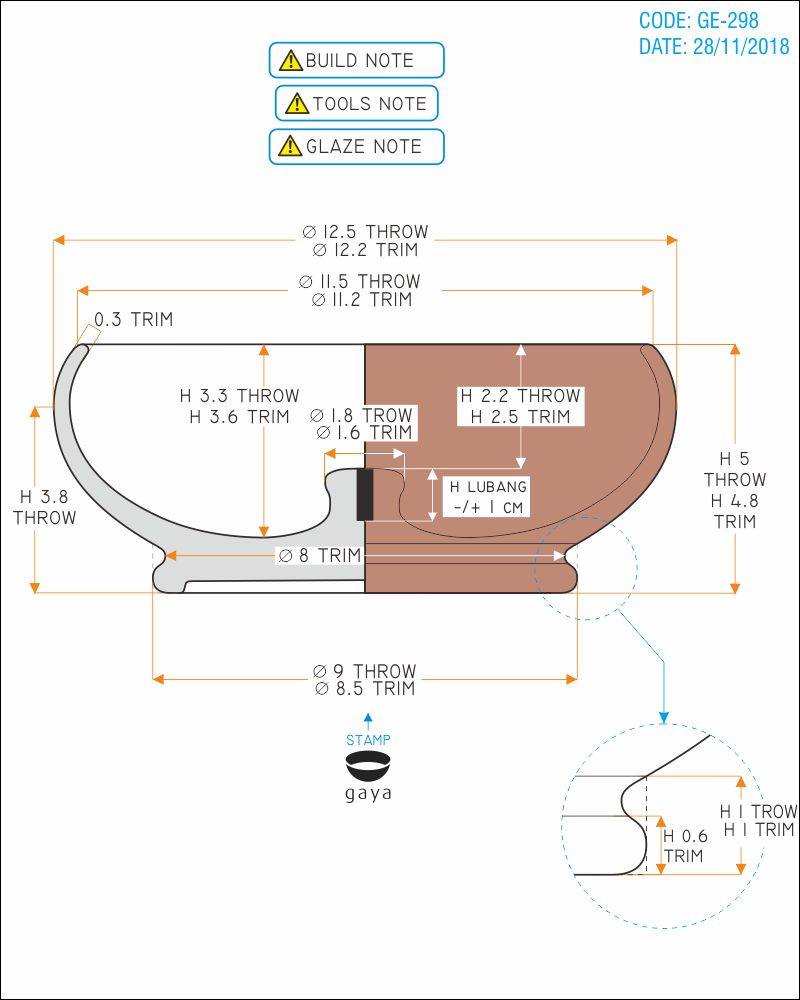 CODE: GE-298
DATE: 28/11/2018
BUILD NOTE
TOOLS NOTE
GLAZE NOTE
Ø 12.5 THROW
Ø 12.2 TRIM
Ø 11.5 THROW
Ø 11.2 TRIM
0.3 TRIM
H 3.3 THROW
H 3.6 TRIM
Ø 1.8 TROW
Ø 1.6 TRIM
H 2.2 THROW
H 2.5 TRIM
H 3.8
THROW
H LUBANG
-/+ 1 CM
H 5
THROW
H 4.8
TRIM
Ø 8 TRIM
Ø 9 THROW
Ø 8.5 TRIM
STAMP
gaya
H 1 TROW
H 1 TRIM
H 0.6
TRIM